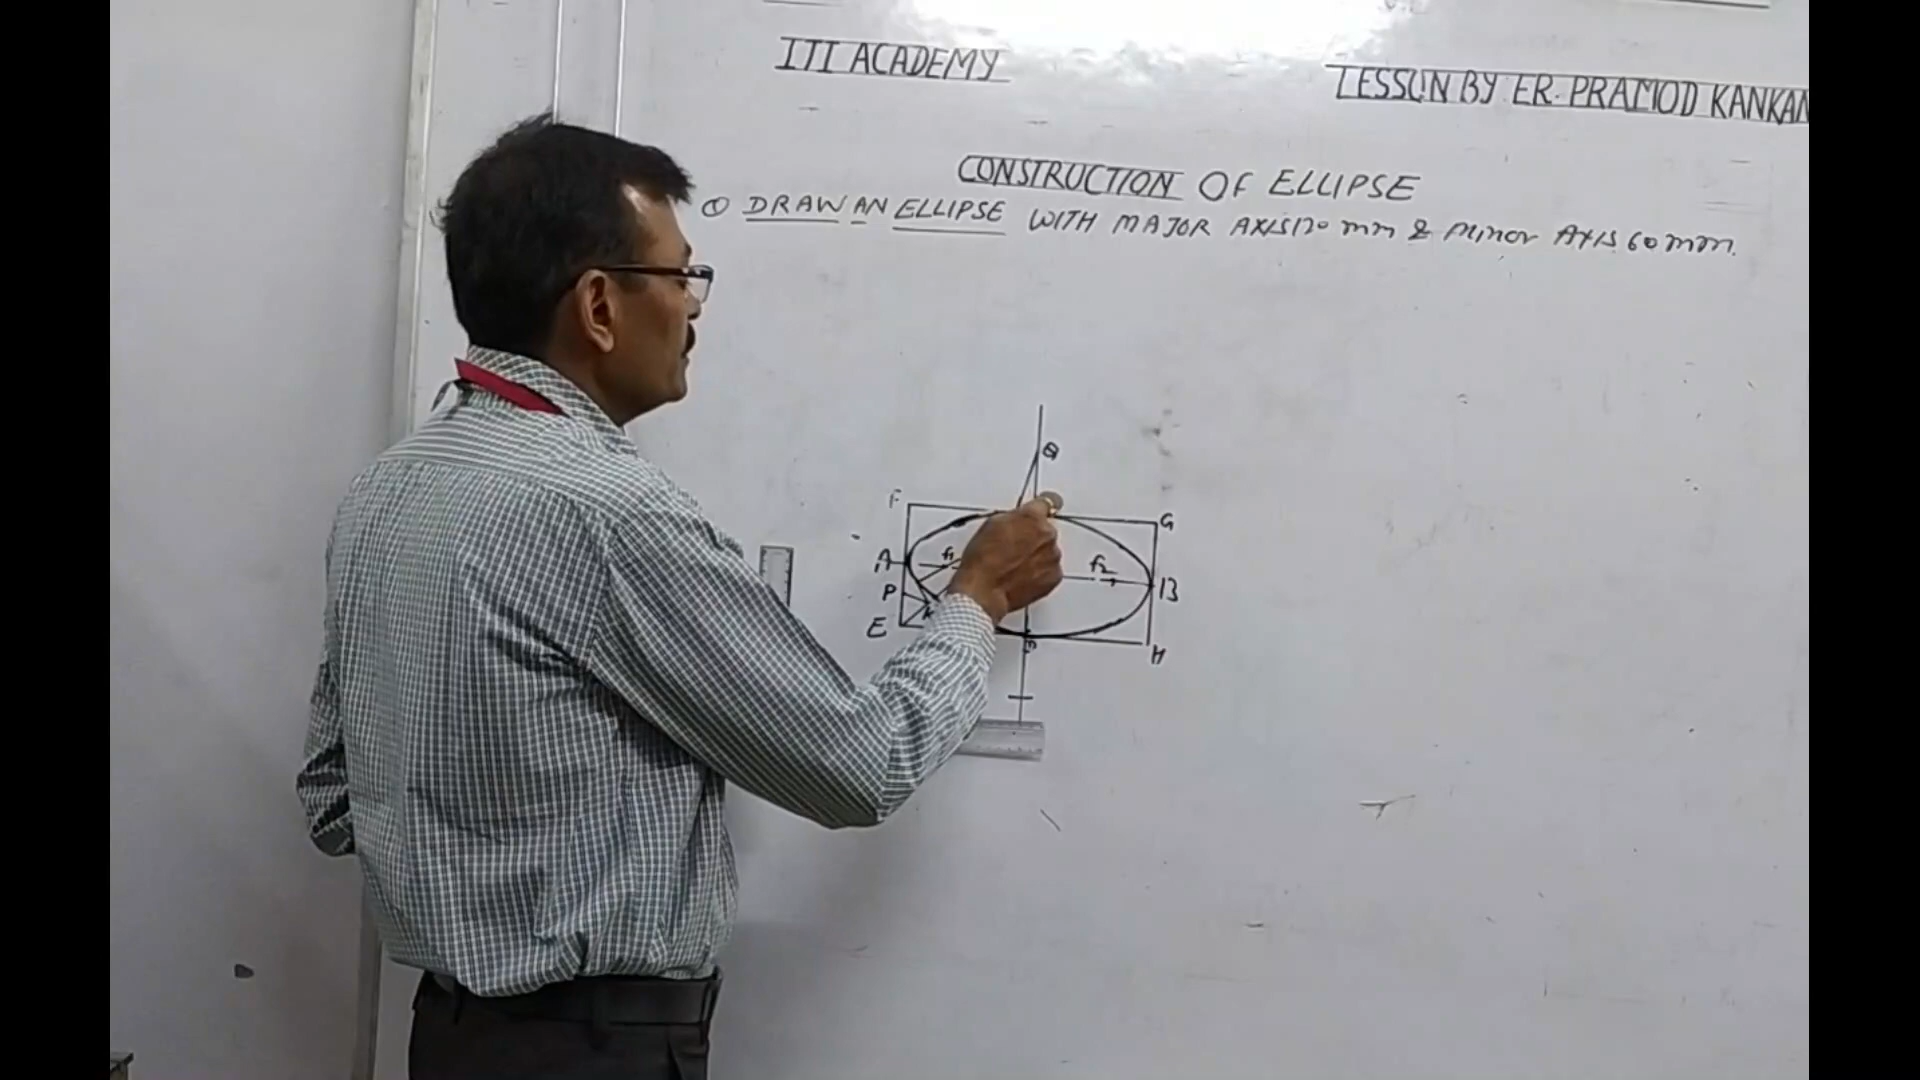 ITI ACADEMY
LESSON BY ER. PRAMOD KANKAN
CONSTRUCTION OF ELLIPSE
① DRAW AN ELLIPSE WITH MAJOR AXIS 120 mm & minor AXIS 60 mm.
Q
F
G
A
f1
f2
B
P
E
K
H